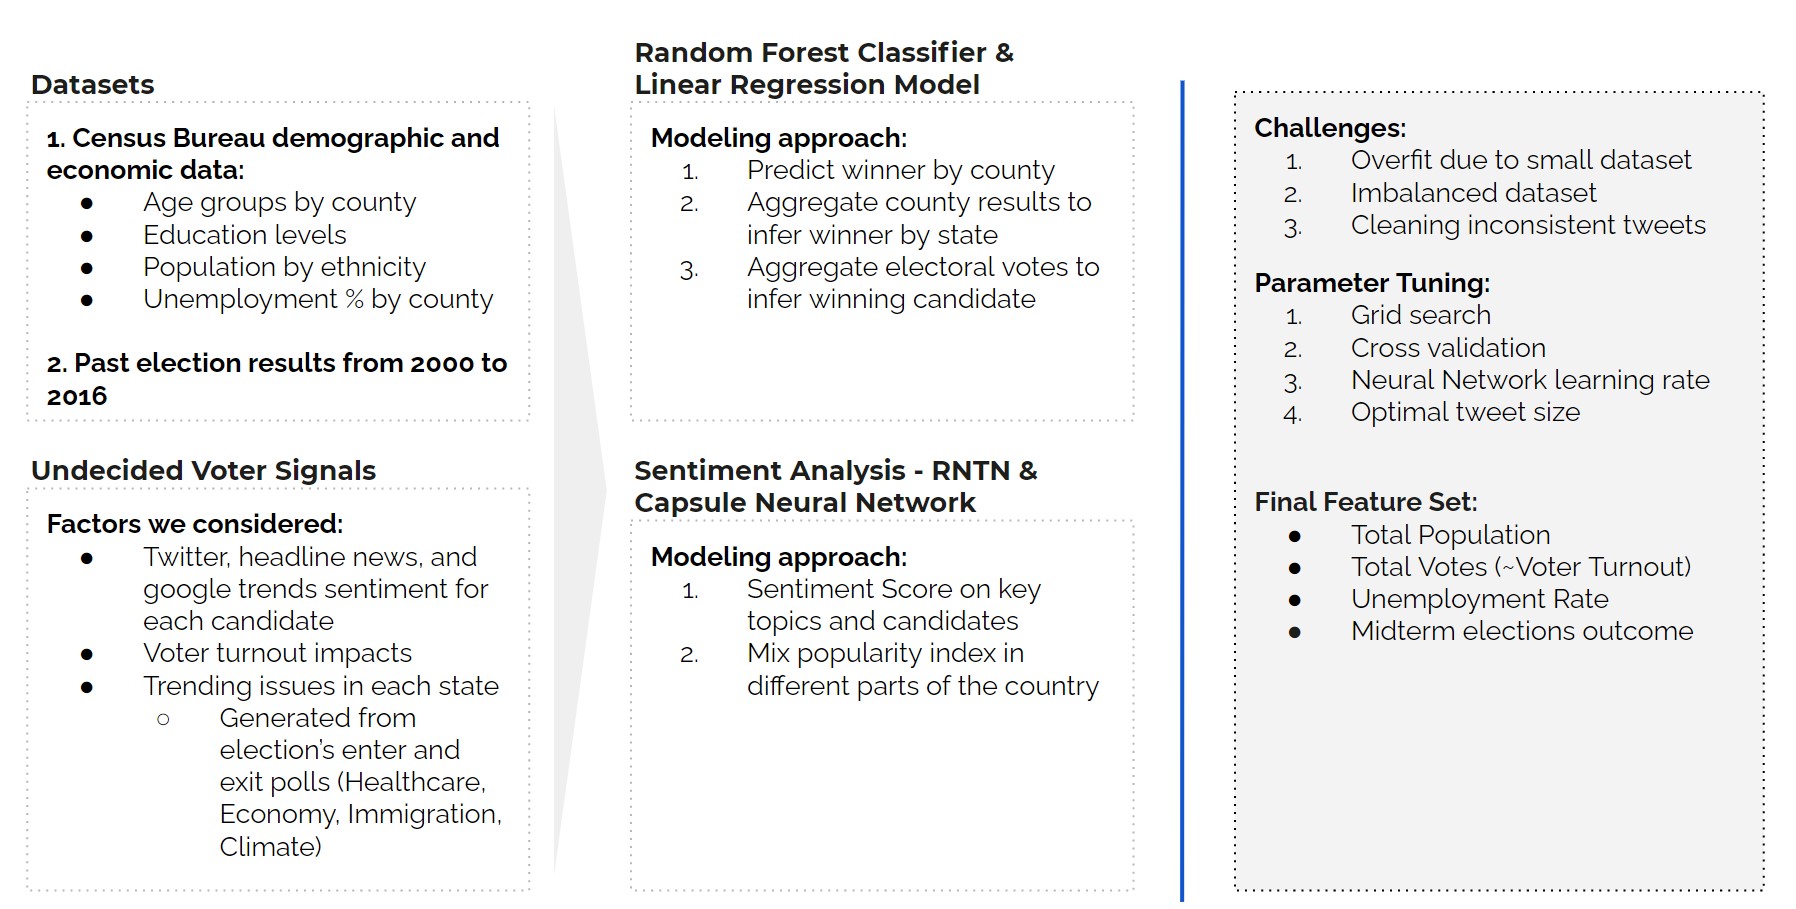 Datasets
1. Census Bureau demographic and
economic data:
● Age groups by county
● Education levels
● Population by ethnicity
● Unemployment % by county
2. Past election results from 2000 to
2016
Undecided Voter Signals
Factors we considered:
● Twitter, headline news, and
google trends sentiment for
each candidate
● Voter turnout impacts
● Trending issues in each state
○ Generated from
election’s enter and
exit polls (Healthcare,
Economy, Immigration,
Climate)
Random Forest Classifier &
Linear Regression Model
Modeling approach:
1. Predict winner by county
2. Aggregate county results to
infer winner by state
3. Aggregate electoral votes to
infer winning candidate
Sentiment Analysis - RNTN &
Capsule Neural Network
Modeling approach:
1. Sentiment Score on key
topics and candidates
2. Mix popularity index in
different parts of the country
Challenges:
1. Overfit due to small dataset
2. Imbalanced dataset
3. Cleaning inconsistent tweets
Parameter Tuning:
1. Grid search
2. Cross validation
3. Neural Network learning rate
4. Optimal tweet size
Final Feature Set:
● Total Population
● Total Votes (~Voter Turnout)
● Unemployment Rate
● Midterm elections outcome